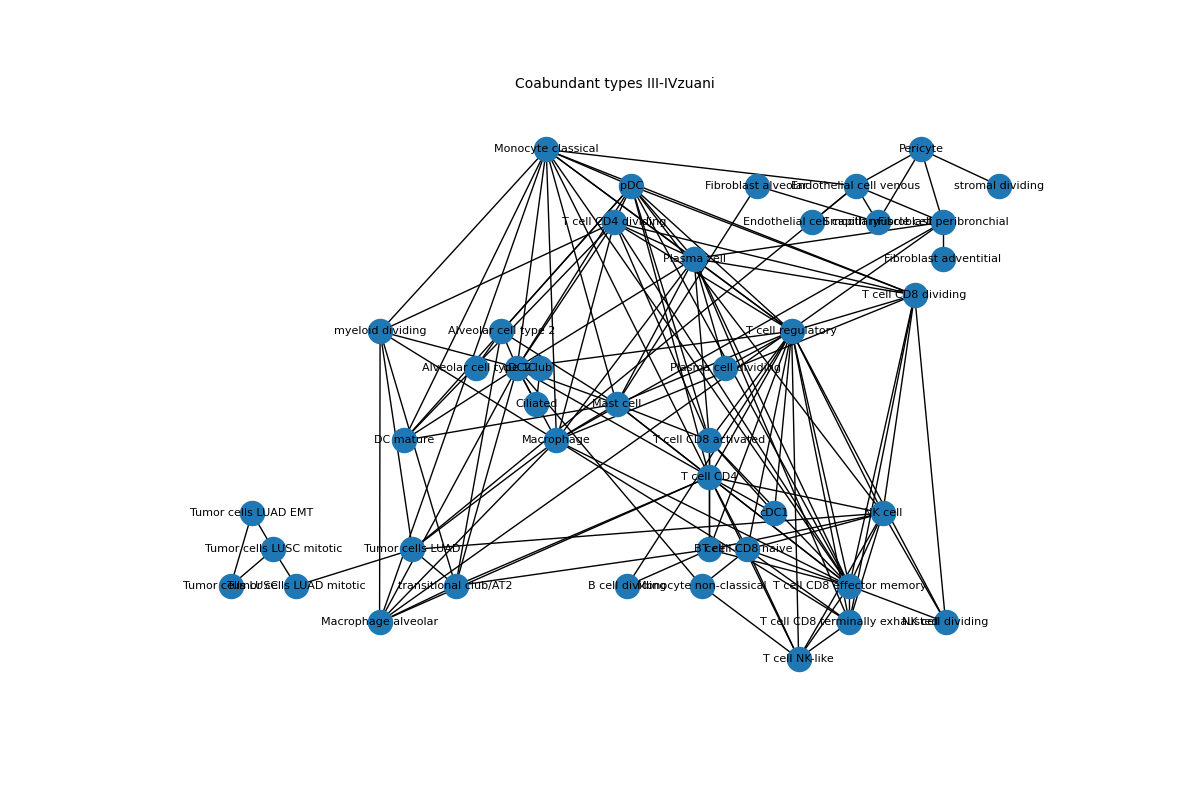 Coabundant types III-IVzuani
Monocyte classical
Pericyte
pDC
Fibroblast alveolar
Endothelial cell venous
stromal dividing
T cell CD4 dividing
Endothelial cell capillary
Smooth muscle cell
Fibroblast peribronchial
Plasma cell
Fibroblast adventitial
T cell CD8 dividing
myeloid dividing
Alveolar cell type 2
T cell regulatory
Alveolar cell type 1
cDC2
Club
Plasma cell dividing
Ciliated
Mast cell
DC mature
Macrophage
T cell CD8 activated
T cell CD4
Tumor cells LUAD EMT
cDC1
NK cell
Tumor cells LUSC mitotic
Tumor cells LUAD
B cell
T cell CD8 naive
Tumor cells LUSC
Tumor cells LUAD mitotic
transitional club/AT2
B cell dividing
Monocyte non-classical
T cell CD8 effector memory
Macrophage alveolar
T cell CD8 terminally exhausted
NK cell dividing
T cell NK-like